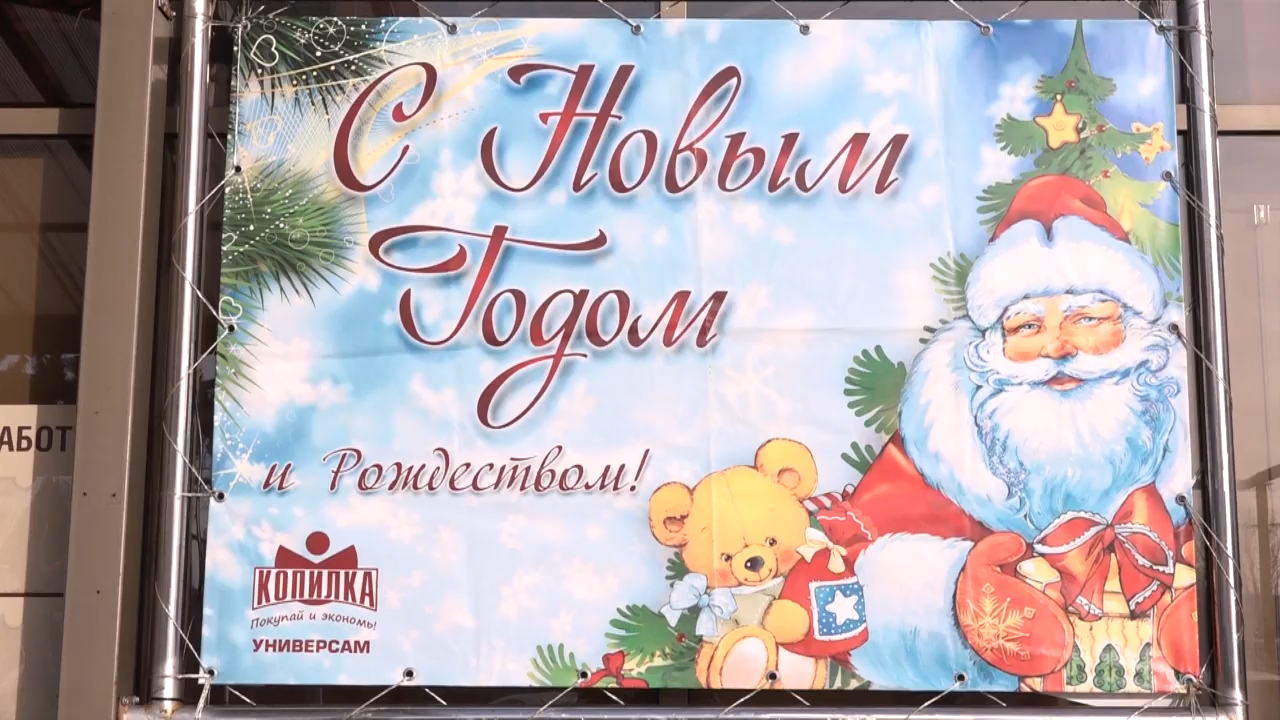 С Новым
Годом
и Рождеством!
КОПИЛКА
Покупай и экономь!
УНИВЕРСАМ
АБОТ